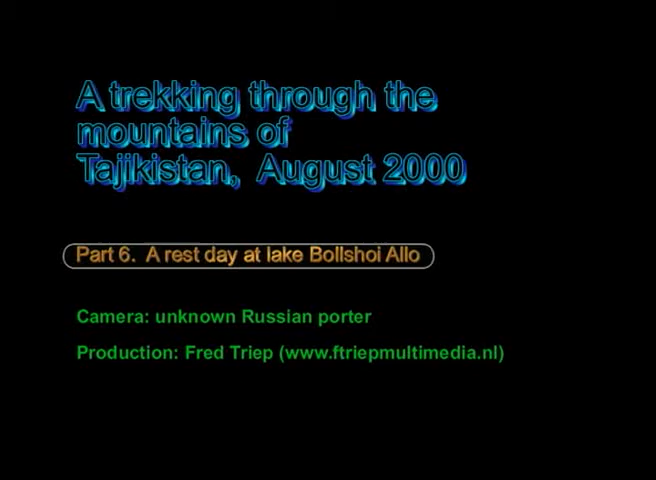 A trekking through the
mountains of
Tajikistan, August 2000
Part 6. A rest day at lake Bollshoi Allo
Camera: unknown Russian porter
Production: Fred Triep (www.ftriepmultimedia.nl)